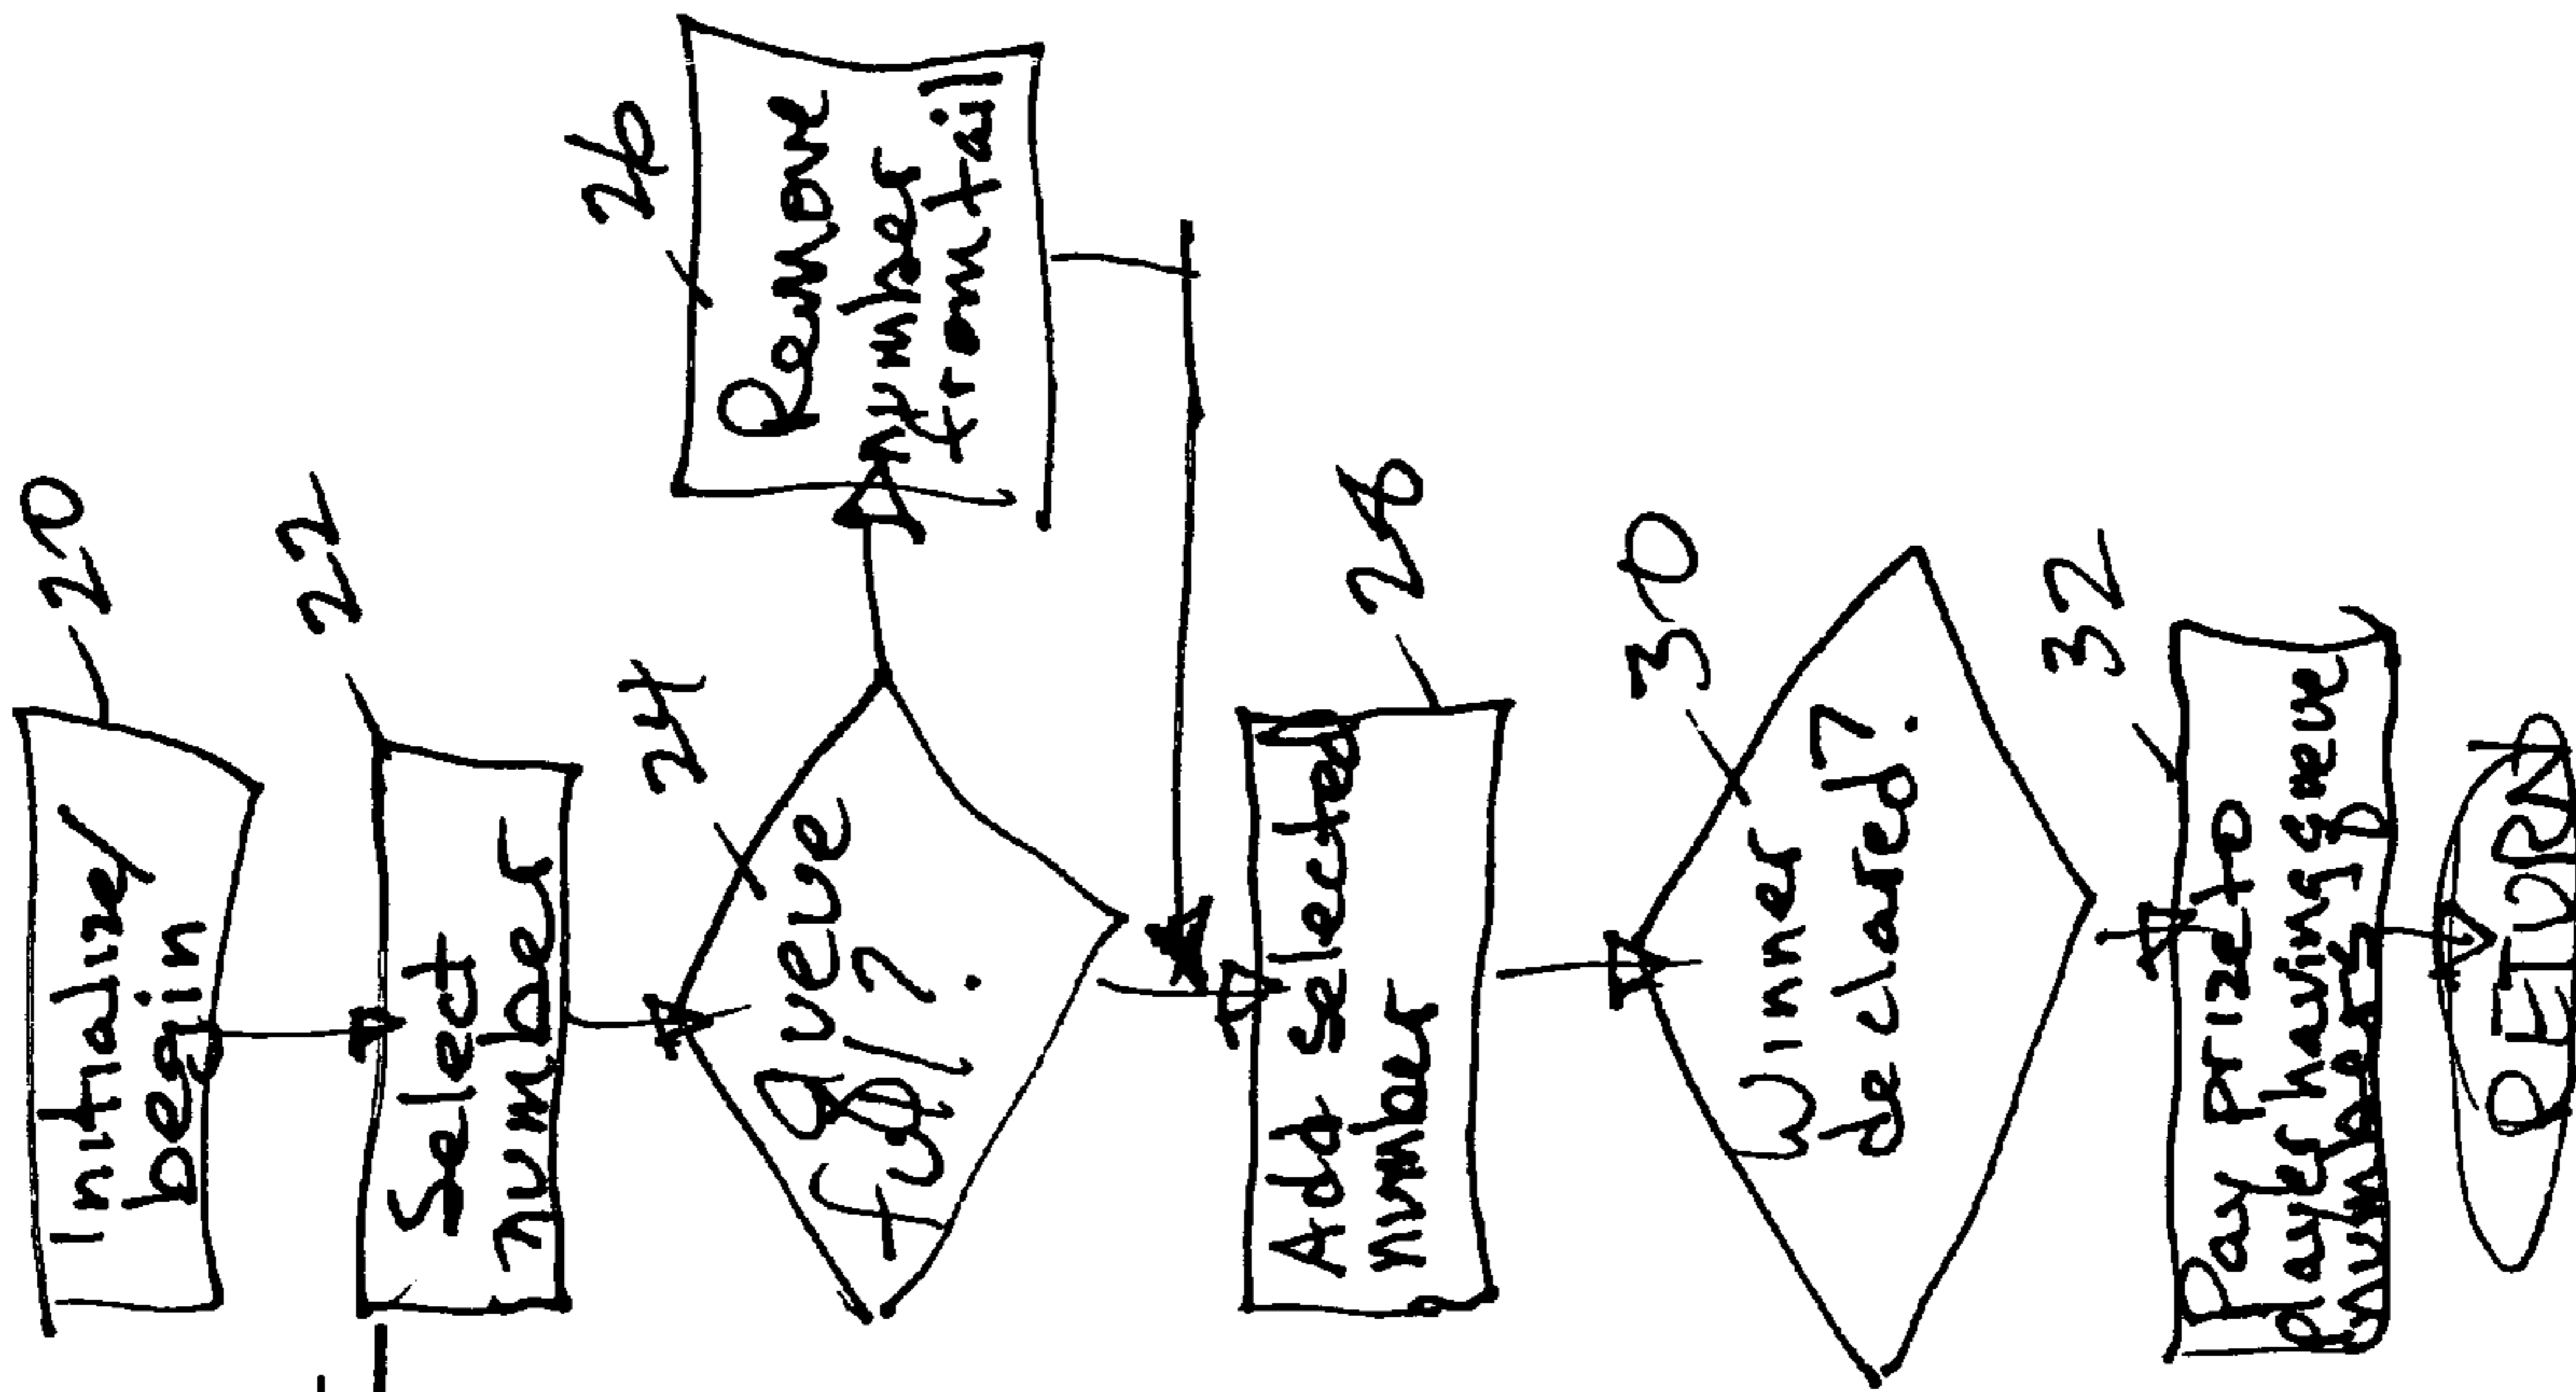 Initialize/
begin
20
Select
number
22
Queue
full?
24
Remove
number
from tail
26
Add selected
number
28
Winner
declared?
30
Pay prize to
player having queue
numbers
32
RETURN